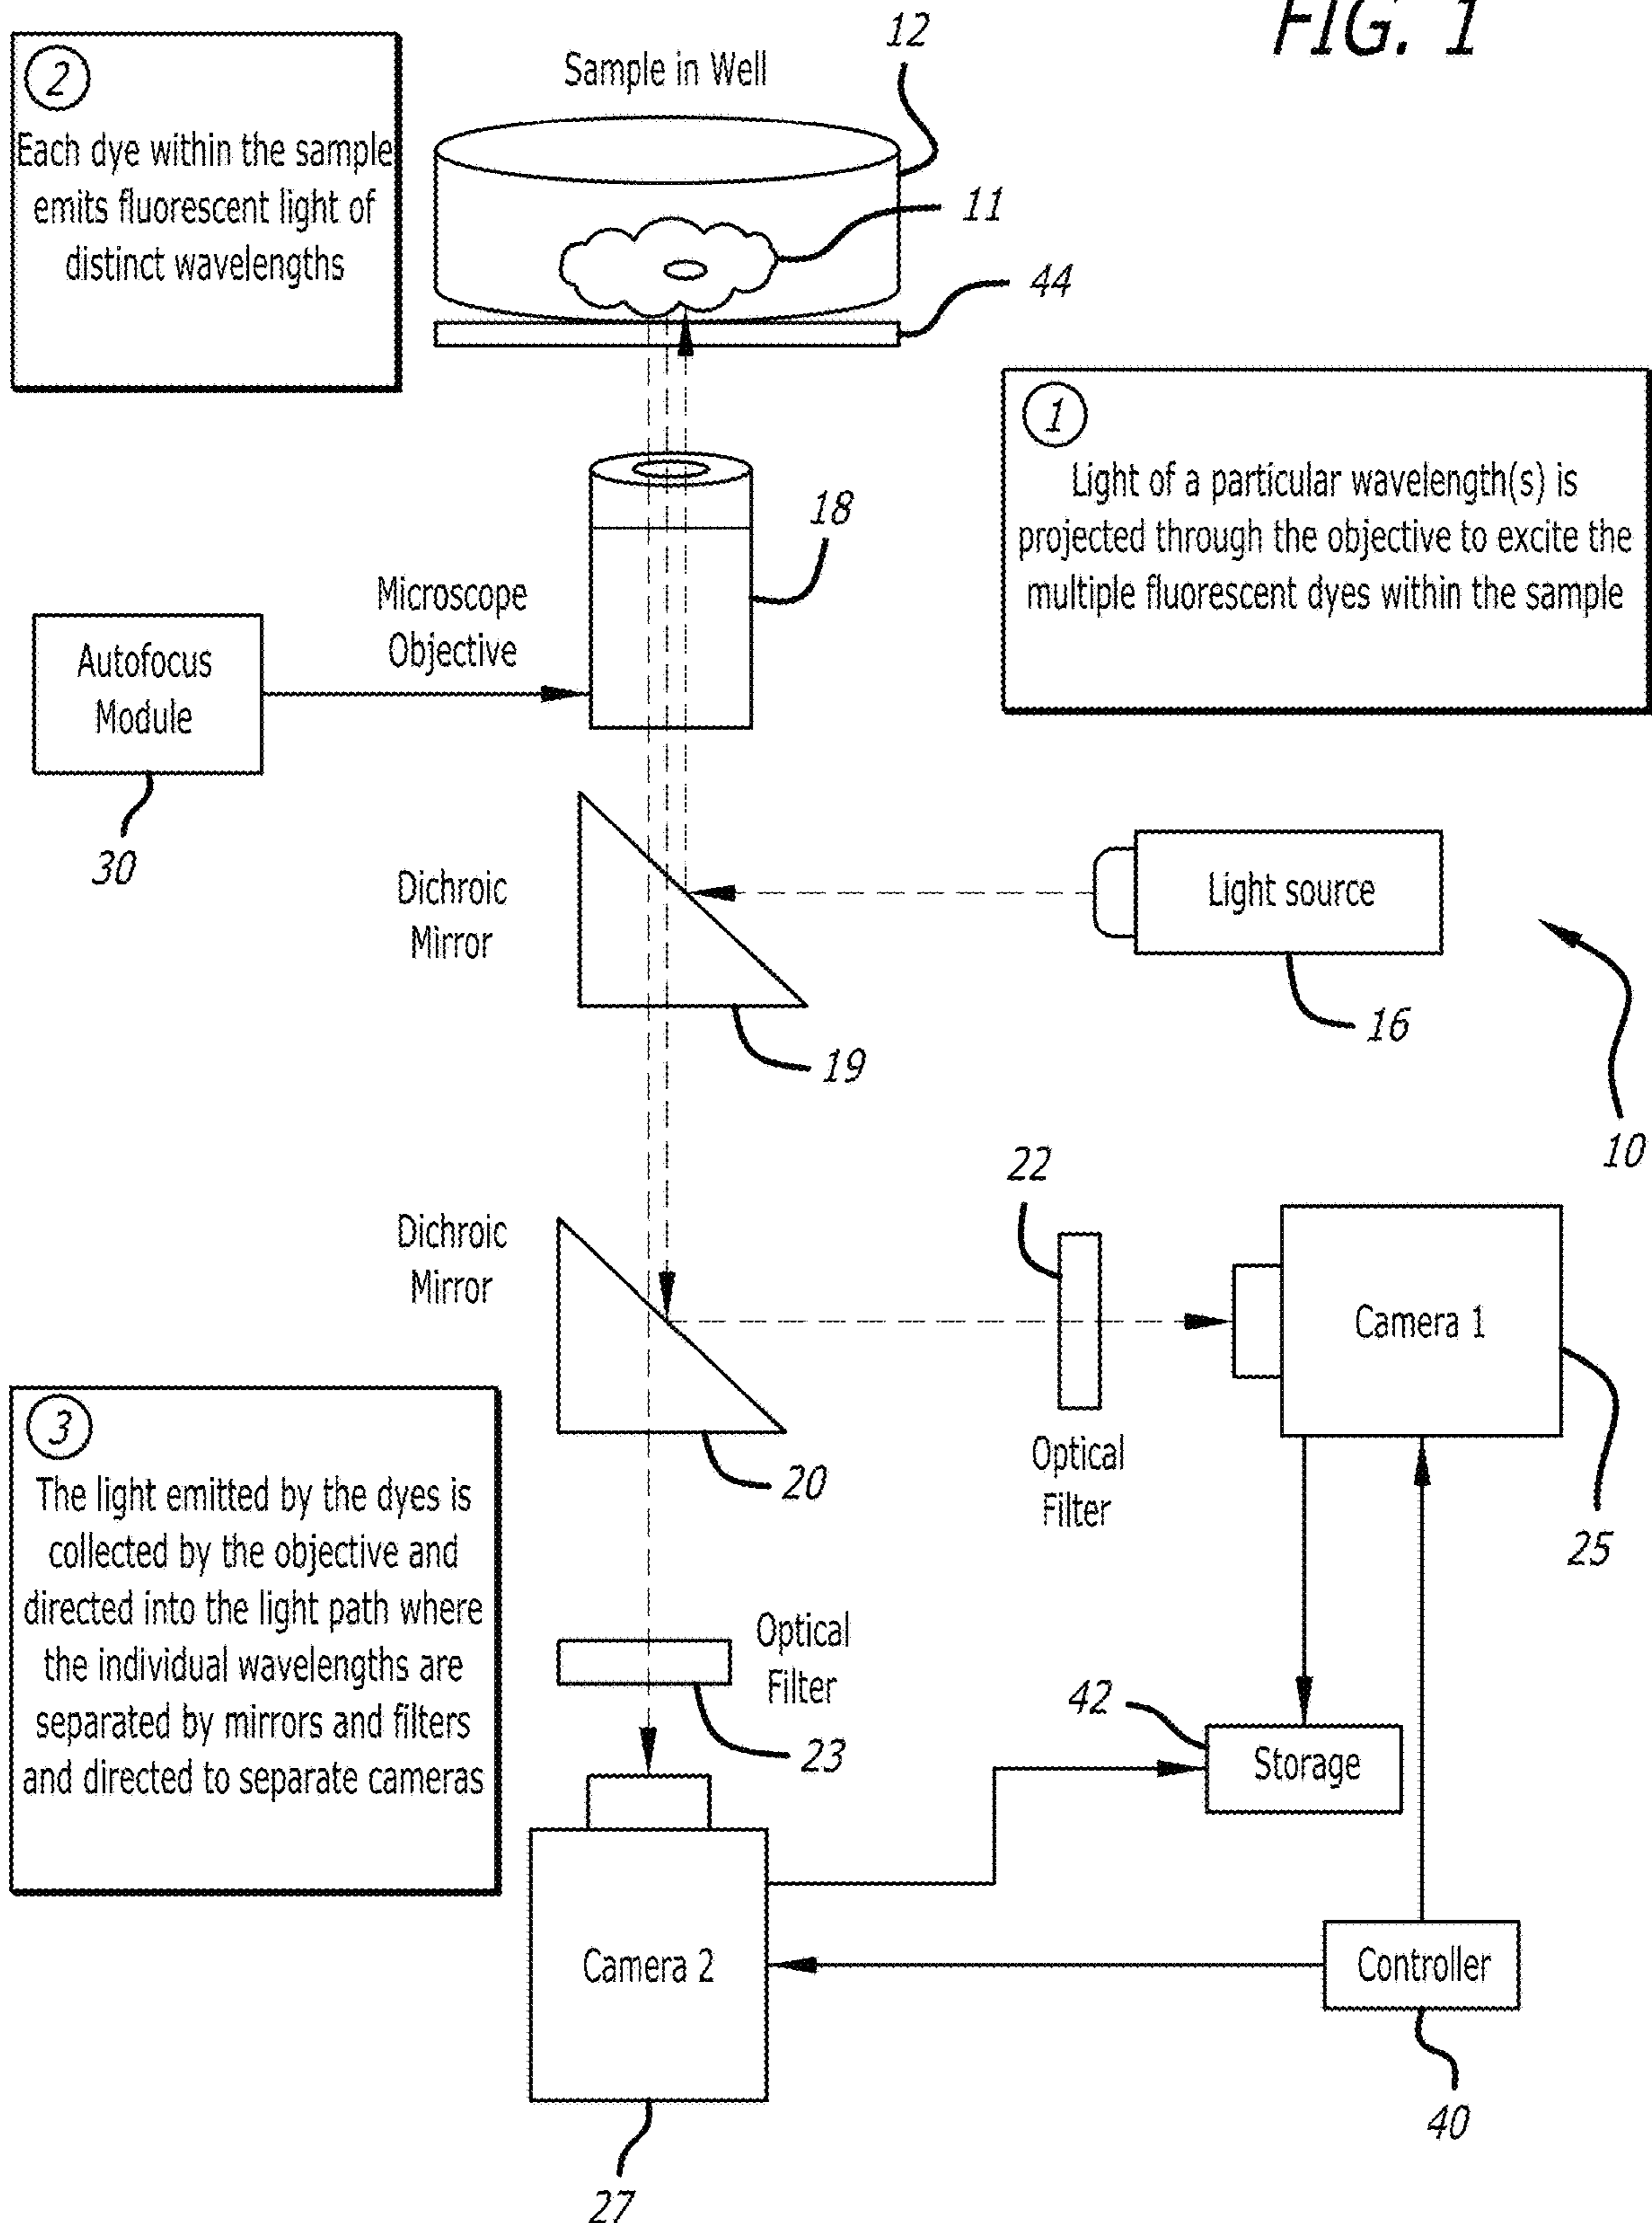 FIG. 1
2
Each dye within the sample
emits fluorescent light of
distinct wavelengths
Sample in Well
12
11
44
1
Light of a particular wavelength(s) is
projected through the objective to excite the
multiple fluorescent dyes within the sample
18
Microscope
Objective
Autofocus
Module
30
Dichroic
Mirror
19
Light source
16
10
Dichroic
Mirror
20
22
Optical
Filter
Camera 1
25
3
The light emitted by the dyes is
collected by the objective and
directed into the light path where
the individual wavelengths are
separated by mirrors and filters
and directed to separate cameras
Optical
Filter
23
42
Storage
Camera 2
27
Controller
40